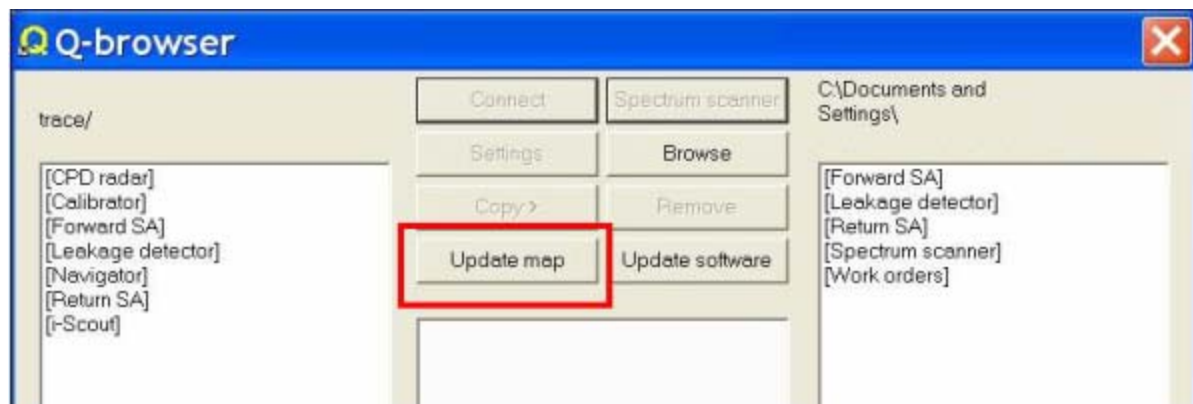 Q-browser
trace/
[CPD radar]
[Calibrator]
[Forward SA]
[Leakage detector]
[Navigator]
[Return SA]
[i-Scout]
Connect
Spectrum scanner
Settings
Browse
Copy >
Remove
Update map
Update software
C:\Documents and
Settings\
[Forward SA]
[Leakage detector]
[Return SA]
[Spectrum scanner]
[Work orders]